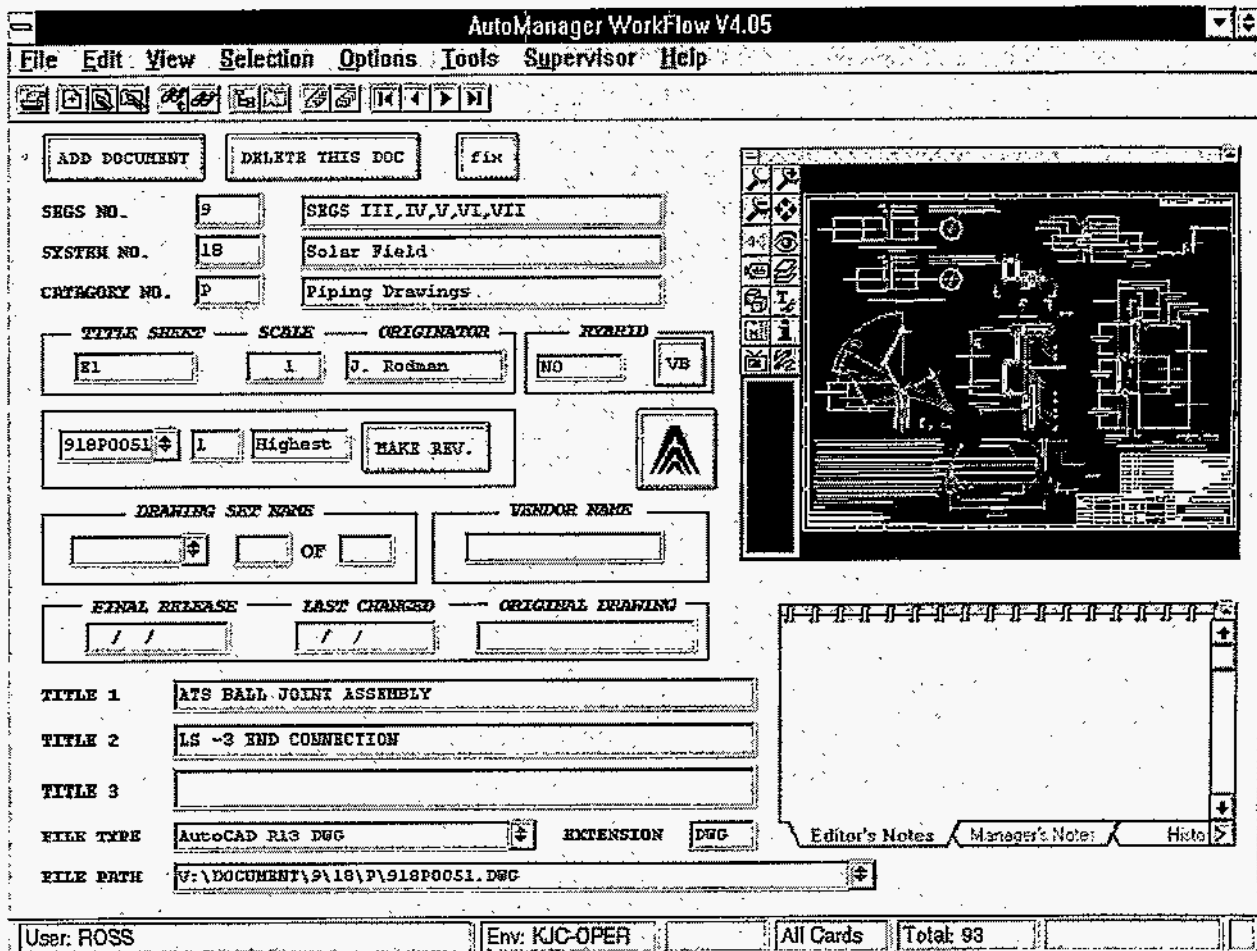 AutoManager WorkFlow V4.05
File Edit View Selection Options Tools Supervisor Help
ADD DOCUMENT DELETE THIS DOC fix
SEGS NO. 9 SEGS III,IV,V,VI,VII
SYSTEM NO. 18 Solar Field
CATAGORY NO. P Piping Drawings
TITLE SHEET SCALE ORIGINATOR HYBRID
E1 1 J. Rodman NO VB
918P0051 1 Highest MAKE REV.
DRAWING SET NAME VENDOR NAME
OF
FINAL RELEASE LAST CHANGED ORIGINAL DRAWING
/ / / /
TITLE 1 ATS BALL JOINT ASSEMBLY
TITLE 2 LS -3 END CONNECTION
TITLE 3
FILE TYPE AutoCAD R13 DWG EXTENSION DWG
Editor's Notes Manager's Notes Histo
FILE PATH V:\DOCUMENT\9\18\P\918P0051.DWG
User: ROSS Env: KJC-OPER All Cards Total: 93